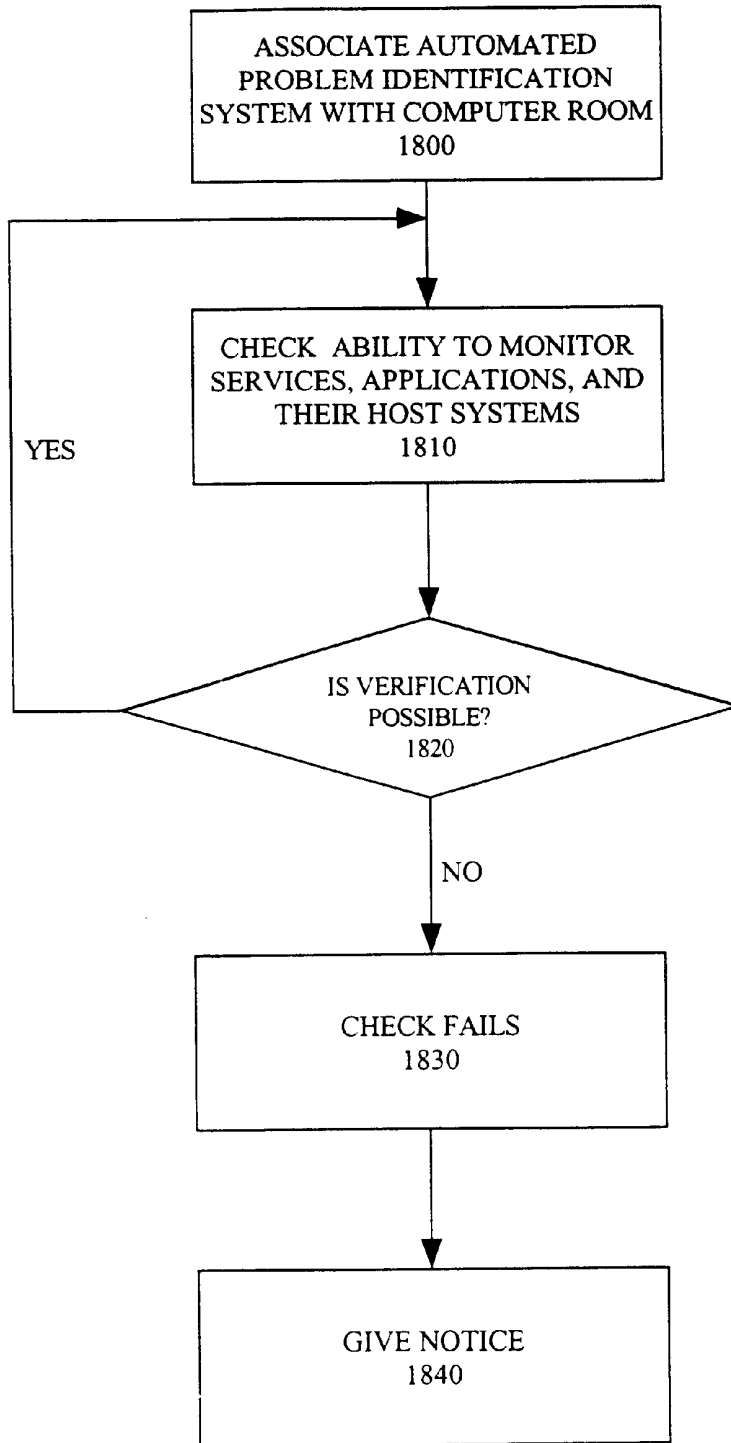 ASSOCIATE AUTOMATED
PROBLEM IDENTIFICATION
SYSTEM WITH COMPUTER ROOM
1800
CHECK ABILITY TO MONITOR
SERVICES, APPLICATIONS, AND
THEIR HOST SYSTEMS
1810
YES
IS VERIFICATION
POSSIBLE?
1820
NO
CHECK FAILS
1830
GIVE NOTICE
1840